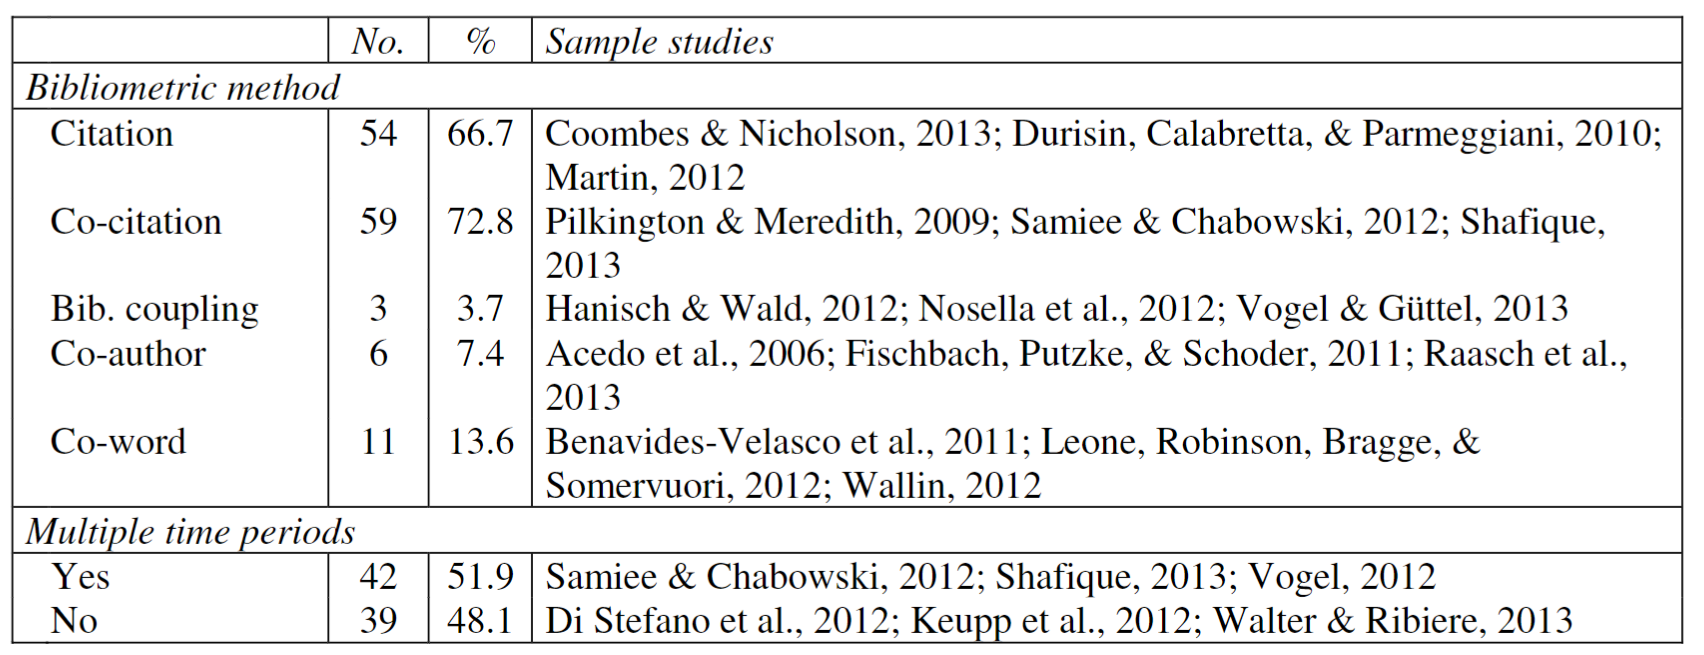 No. % Sample studies
Bibliometric method
Citation 54 66.7 Coombes & Nicholson, 2013; Durisin, Calabretta, & Parmeggiani, 2010;
Martin, 2012
Co-citation 59 72.8 Pilkington & Meredith, 2009; Samiee & Chabowski, 2012; Shafique,
2013
Bib. coupling 3 3.7 Hanisch & Wald, 2012; Nosella et al., 2012; Vogel & Güttel, 2013
Co-author 6 7.4 Acedo et al., 2006; Fischbach, Putzke, & Schoder, 2011; Raasch et al.,
2013
Co-word 11 13.6 Benavides-Velasco et al., 2011; Leone, Robinson, Bragge, &
Somervuori, 2012; Wallin, 2012
Multiple time periods
Yes 42 51.9 Samiee & Chabowski, 2012; Shafique, 2013; Vogel, 2012
No 39 48.1 Di Stefano et al., 2012; Keupp et al., 2012; Walter & Ribiere, 2013